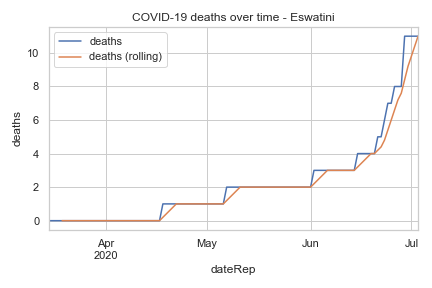 COVID-19 deaths over time - Eswatini
deaths
deaths (rolling)
10
8
6
4
2
0
deaths
Apr
2020
May
Jun
Jul
dateRep